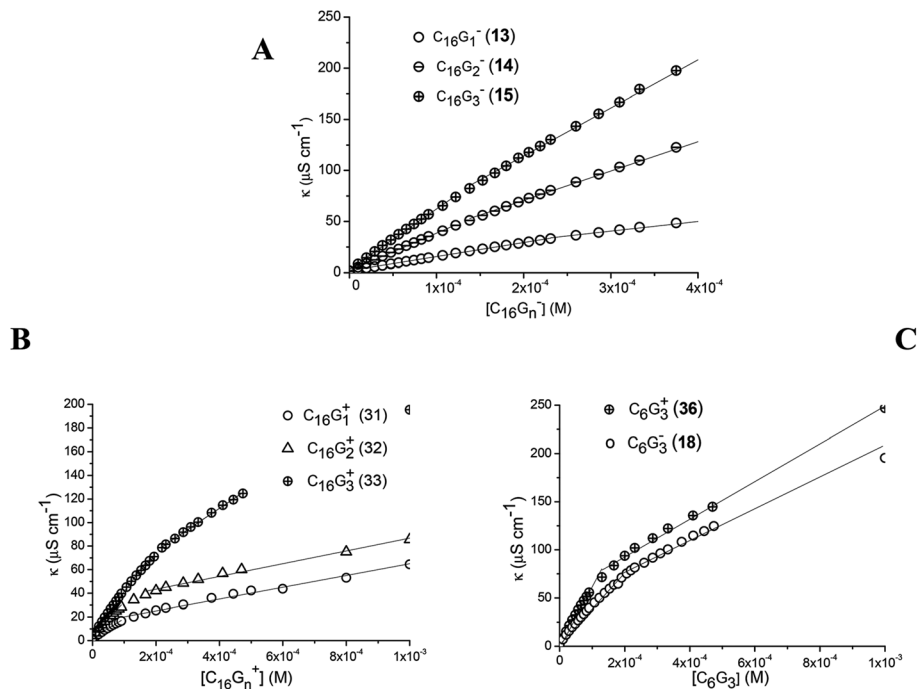 A
250
200
150
100
50
0
κ (μS cm⁻¹)
C₁₆G₁⁻ (13)
C₁₆G₂⁻ (14)
C₁₆G₃⁻ (15)
0 1x10⁻⁴ 2x10⁻⁴ 3x10⁻⁴ 4x10⁻⁴
[C₁₆Gₙ⁻] (M)
B
200
180
160
140
120
100
80
60
40
20
0
κ (μS cm⁻¹)
C₁₆G₁⁺ (31)
C₁₆G₂⁺ (32)
C₁₆G₃⁺ (33)
0 2x10⁻⁴ 4x10⁻⁴ 6x10⁻⁴ 8x10⁻⁴ 1x10⁻³
[C₁₆Gₙ⁺] (M)
C
250
200
150
100
50
0
κ (μS cm⁻¹)
C₆G₃⁺ (36)
C₆G₃⁻ (18)
0 2x10⁻⁴ 4x10⁻⁴ 6x10⁻⁴ 8x10⁻⁴ 1x10⁻³
[C₆G₃] (M)